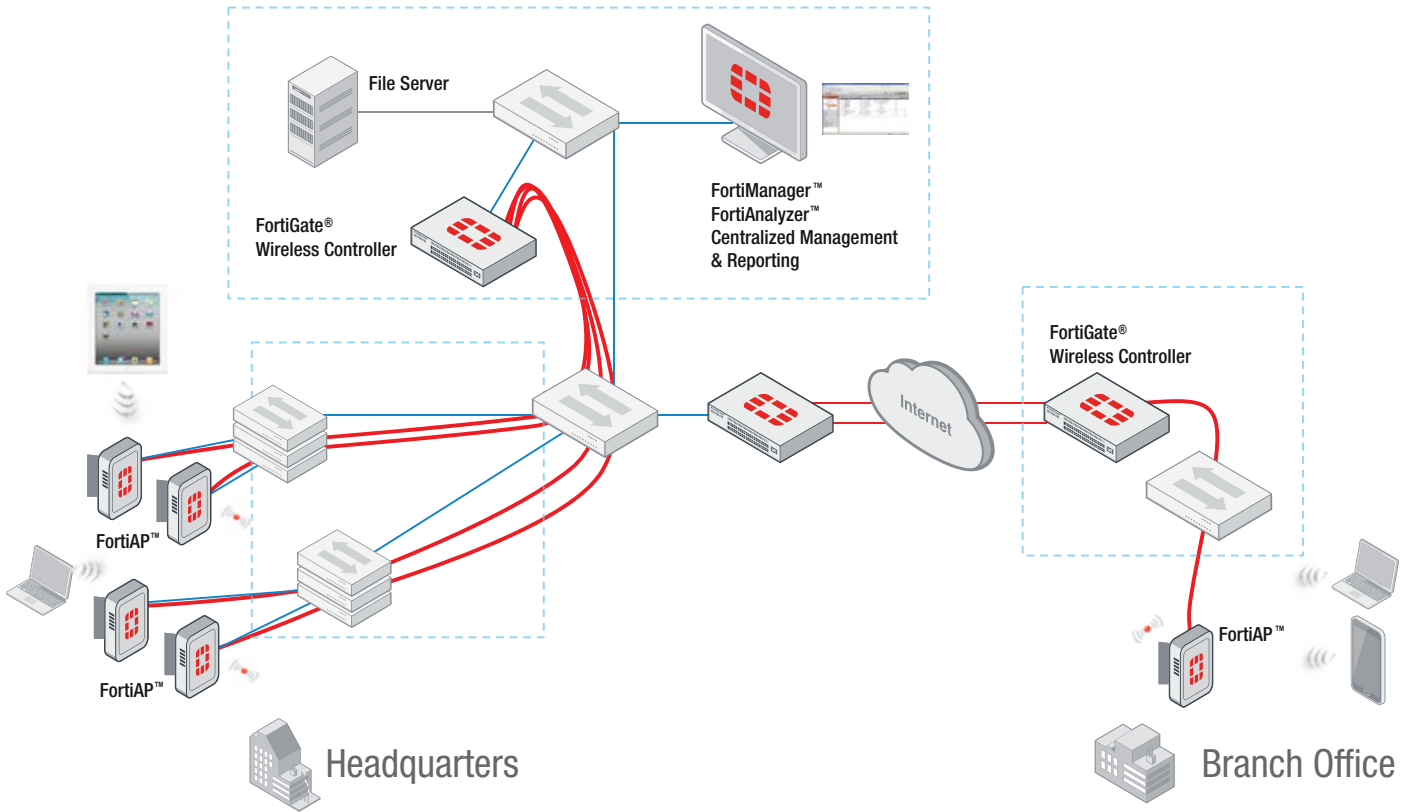 File Server
FortiManager™
FortiAnalyzer™
Centralized Management
& Reporting
FortiGate®
Wireless Controller
FortiGate®
Wireless Controller
Internet
FortiAP™
FortiAP™
FortiAP™
Headquarters
Branch Office